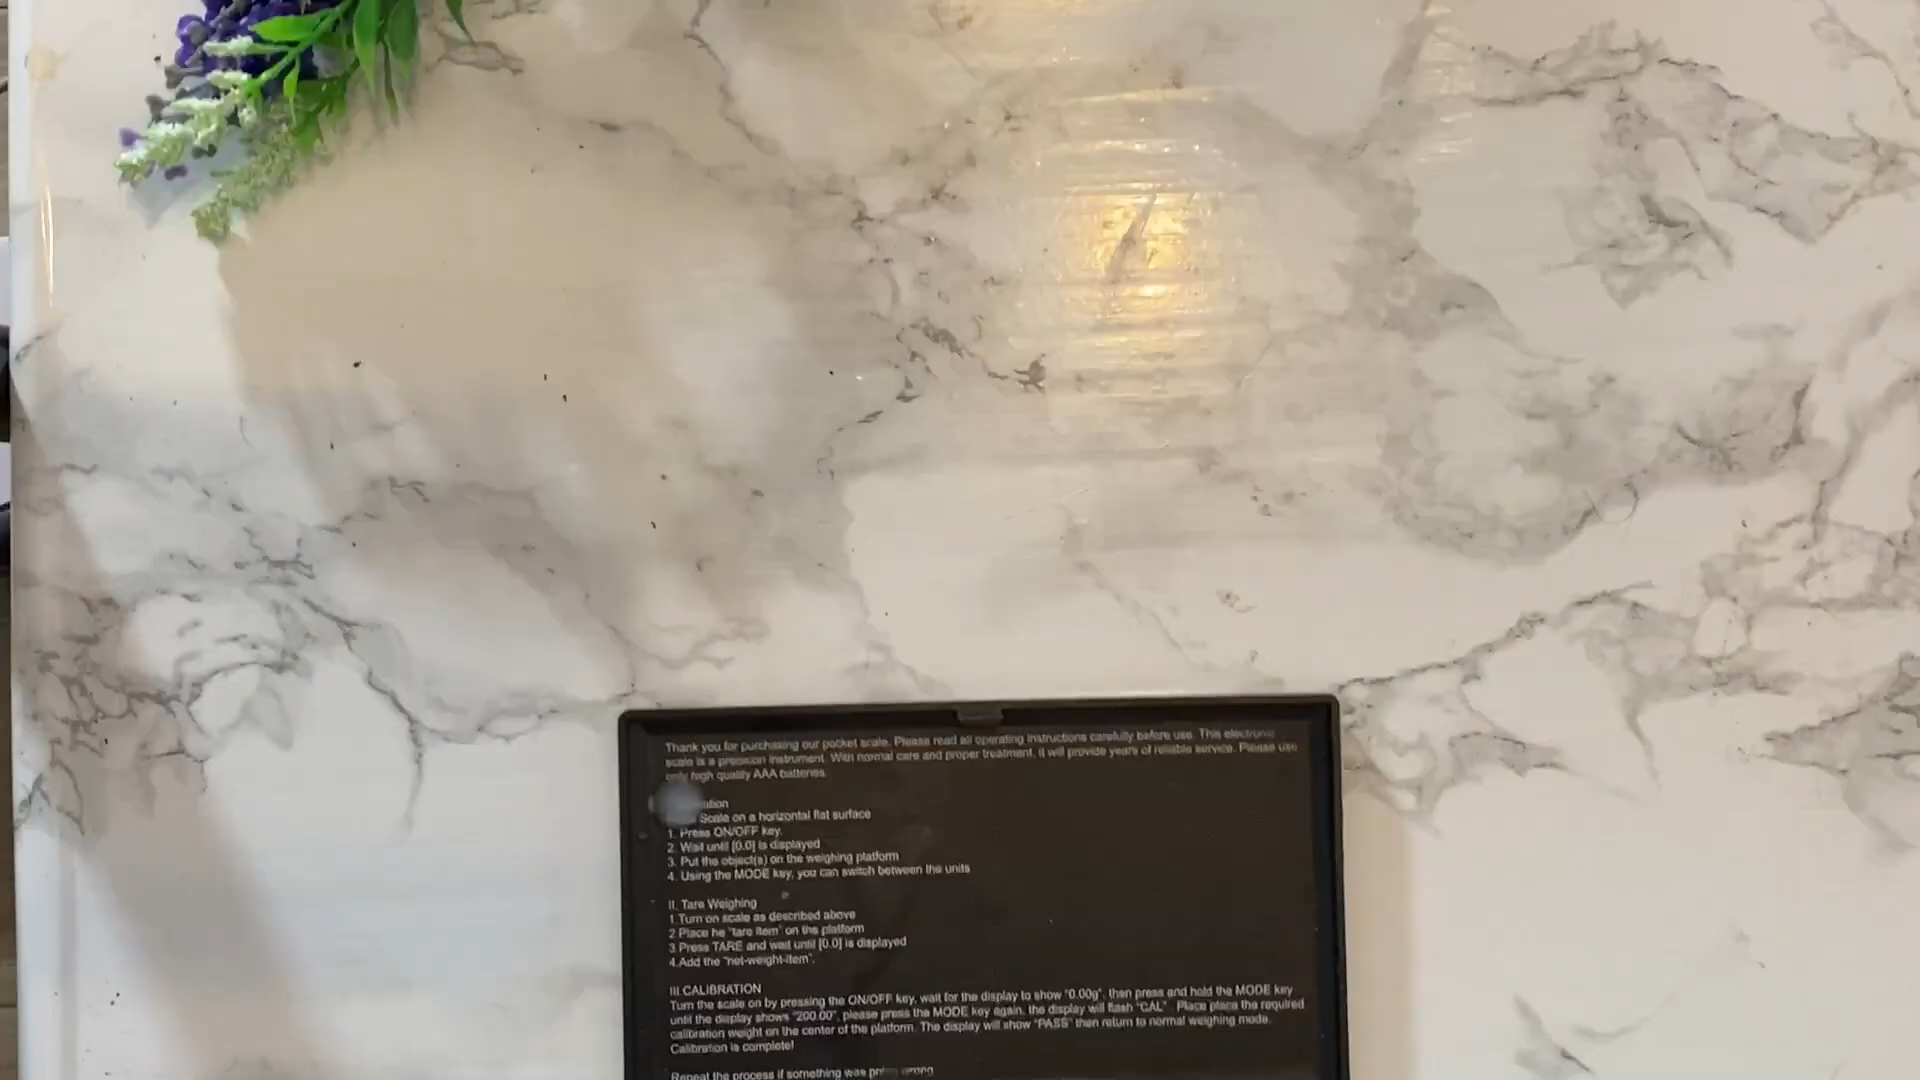 Thank you for purchasing our pocket scale. Please read all operating instructions carefully before use. This electronic
scale is a precision instrument. With normal care and proper treatment, it will provide years of reliable service. Please use
only high quality AAA batteries.
Scale on a horizontal flat surface
1. Press ON/OFF key.
2. Wait until [0.0] is displayed
3. Put the object(s) on the weighing platform
4. Using the MODE key, you can switch between the units
II. Tare Weighing
1.Turn on scale as described above
2 Place he "tare item" on the platform
3 Press TARE and wait until [0.0] is displayed
4.Add the "net-weight-item".
III.CALIBRATION
Turn the scale on by pressing the ON/OFF key, wait for the display to show "0.00g", then press and hold the MODE key
until the display shows "200.00", please press the MODE key again, the display will flash "CAL". Place place the required
calibration weight on the center of the platform. The display will show "PASS" then return to normal weighing mode.
Calibration is complete!
Repeat the process if something was wrong